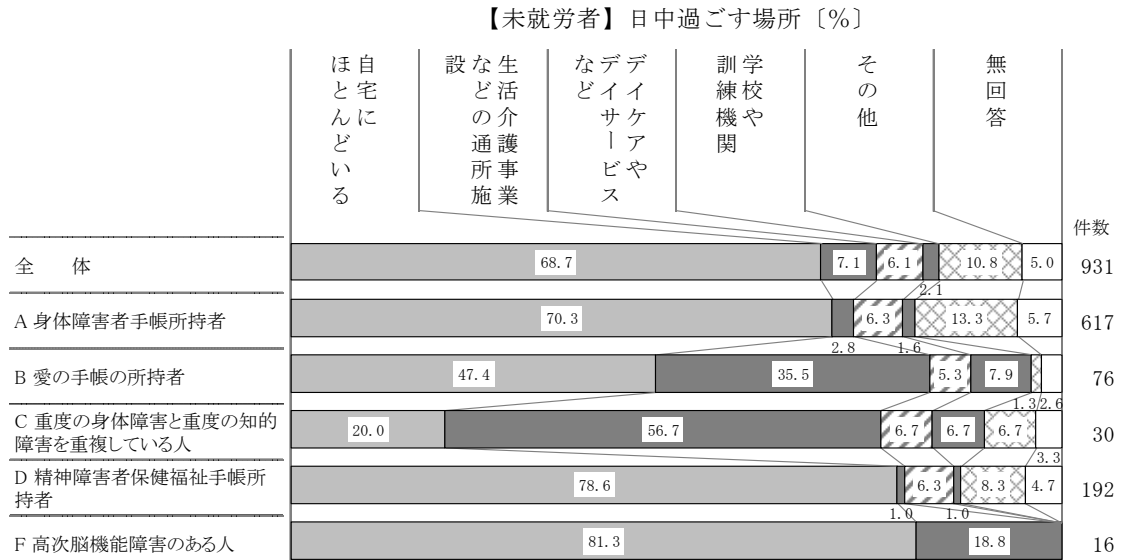 【未就労者】日中過ごす場所〔%〕
自宅に
ほとんどいる
生活介護事業
などの通所施
設
デイケアや
デイサービス
など
学校や
訓練機関
その他
無回答
件数
全　体
68.7
7.1
6.1
2.1
10.8
5.0
931
A 身体障害者手帳所持者
70.3
2.8
6.3
1.6
13.3
5.7
617
B 愛の手帳の所持者
47.4
35.5
5.3
7.9
1.3
2.6
76
C 重度の身体障害と重度の知的
障害を重複している人
20.0
56.7
6.7
6.7
6.7
3.3
30
D 精神障害者保健福祉手帳所
持者
78.6
1.0
6.3
1.0
8.3
4.7
192
F 高次脳機能障害のある人
81.3
18.8
16